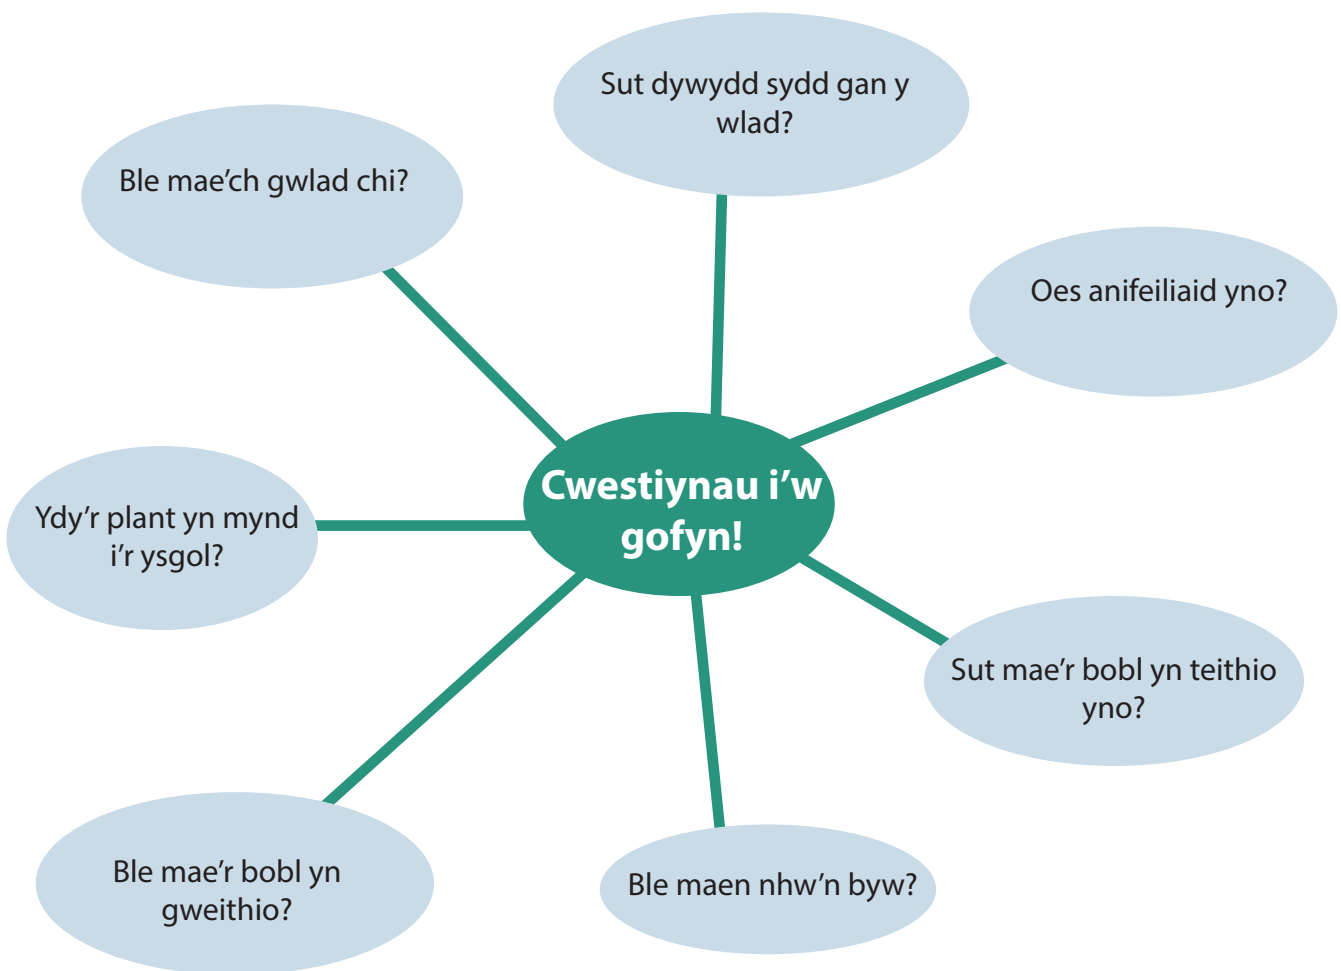 Sut dywydd sydd gan y
wlad?
Ble mae'ch gwlad chi?
Oes anifeiliaid yno?
Cwestiynau i'w
gofyn!
Ydy'r plant yn mynd
i'r ysgol?
Sut mae'r bobl yn teithio
yno?
Ble mae'r bobl yn
gweithio?
Ble maen nhw'n byw?